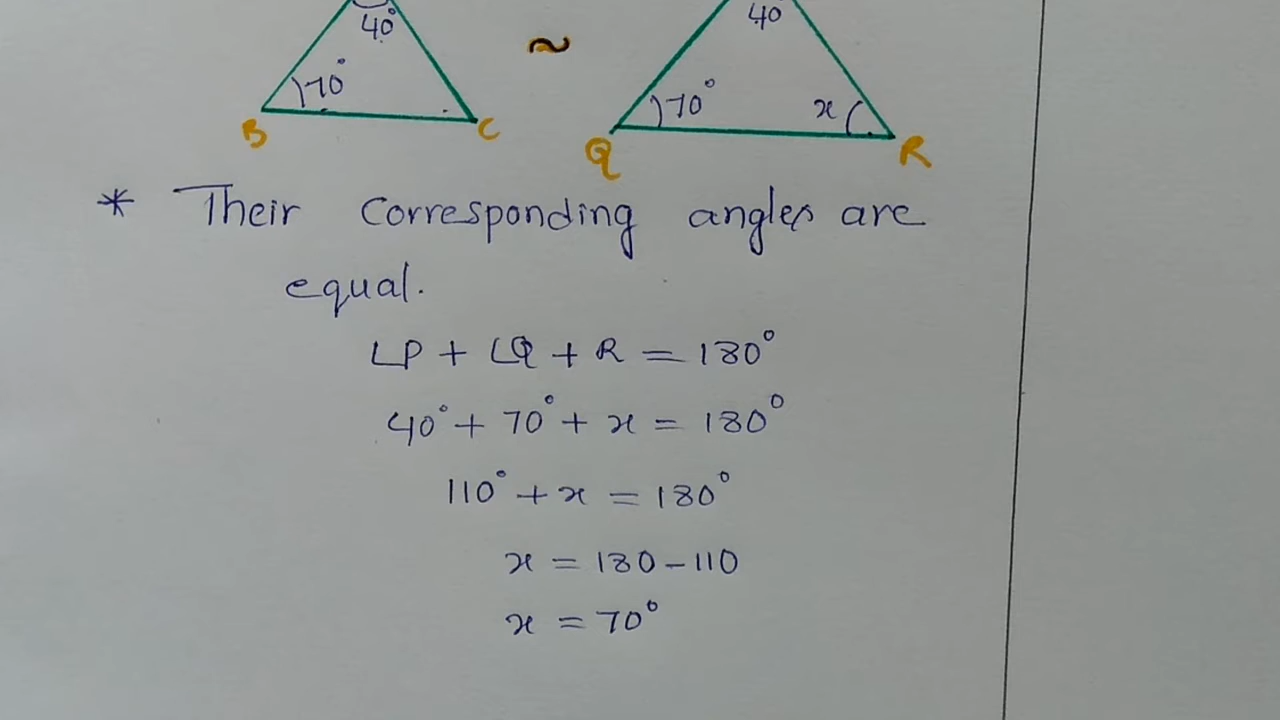 40° ~ 40
70° 70° x
B C Q R
* Their corresponding angles are
equal.
∠P + ∠Q + R = 180°
40° + 70° + x = 180°
110° + x = 180°
x = 180 - 110
x = 70°